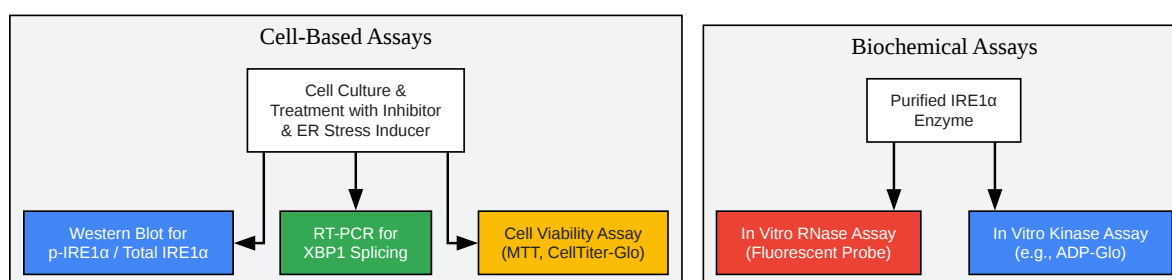 Cell-Based Assays
Cell Culture &
Treatment with Inhibitor
& ER Stress Inducer
Western Blot for
p-IRE1α / Total IRE1α
RT-PCR for
XBP1 Splicing
Cell Viability Assay
(MTT, CellTiter-Glo)
Biochemical Assays
Purified IRE1α
Enzyme
In Vitro RNase Assay
(Fluorescent Probe)
In Vitro Kinase Assay
(e.g., ADP-Glo)